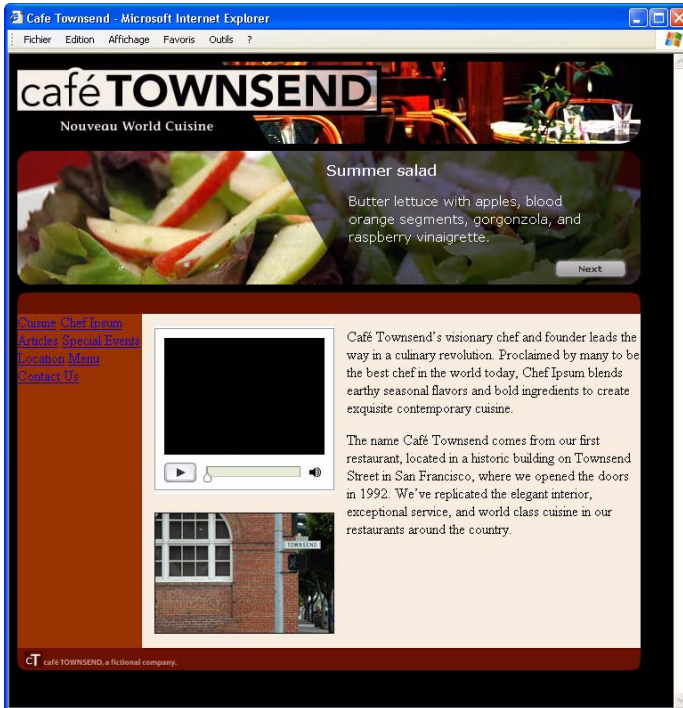 Cafe Townsend - Microsoft Internet Explorer
Fichier Edition Affichage Favoris Outils ?
café TOWNSEND
Nouveau World Cuisine
Summer salad
Butter lettuce with apples, blood
orange segments, gorgonzola, and
raspberry vinaigrette.
Next
Cuisine Chef Ipsum
Articles Special Events
Location Menu
Contact Us
Café Townsend's visionary chef and founder leads the
way in a culinary revolution. Proclaimed by many to be
the best chef in the world today, Chef Ipsum blends
earthy seasonal flavors and bold ingredients to create
exquisite contemporary cuisine.
The name Café Townsend comes from our first
restaurant, located in a historic building on Townsend
Street in San Francisco, where we opened the doors
in 1992. We've replicated the elegant interior,
exceptional service, and world class cuisine in our
restaurants around the country.
TOWNSEND
cT café TOWNSEND, a fictional company.